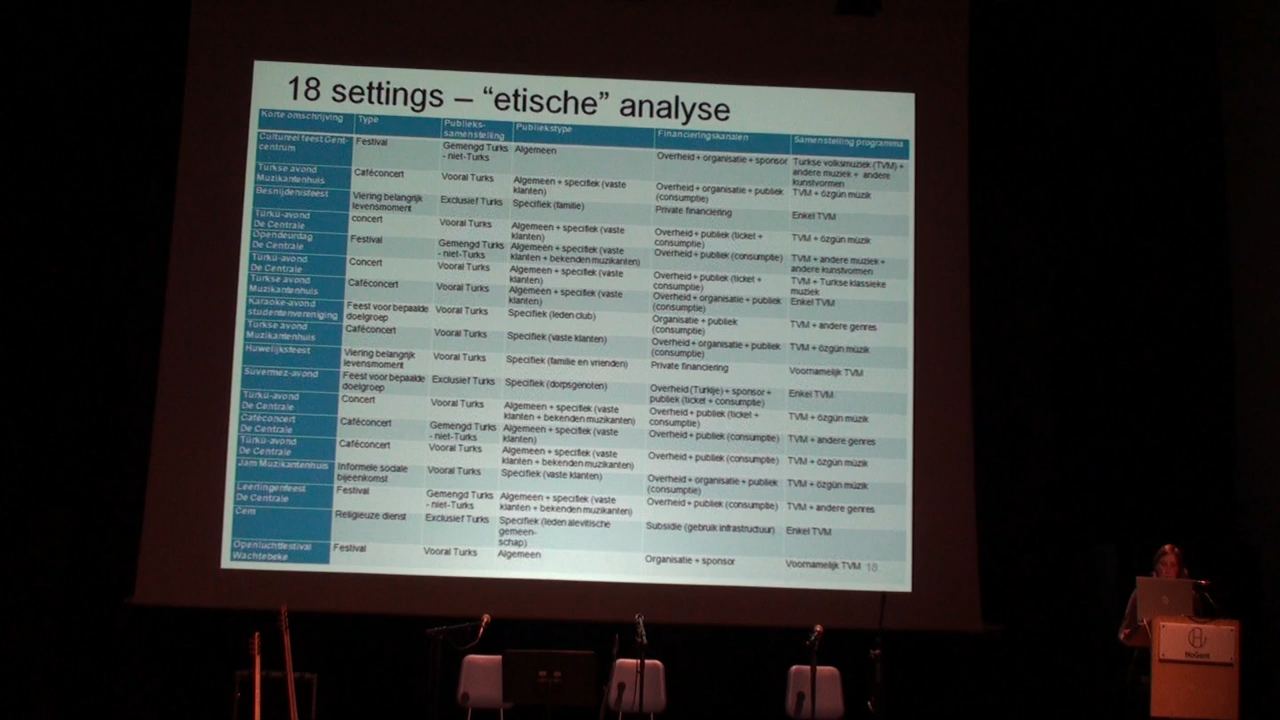 18 settings – “etische” analyse
Korte omschrijving Type Publieks-samenstelling Publiekstype Financieringskanalen Samenstelling programma
Cultureel feest Gent-centrum Festival Gemengd Turks - niet-Turks Algemeen Overheid + organisatie + sponsor Turkse volksmuziek (TVM) + andere muziek + andere kunstvormen
Turkse avond Muzikantenhuis Caféconcert Vooral Turks Algemeen + specifiek (vaste klanten) Overheid + organisatie + publiek (consumptie) TVM + özgün müzik
Besnijdenisfeest Viering belangrijk levensmoment Exclusief Turks Specifiek (familie) Private financiering Enkel TVM
Türkü-avond De Centrale concert Vooral Turks Algemeen + specifiek (vaste klanten) Overheid + publiek (ticket + consumptie) TVM + özgün müzik
Opendeurdag De Centrale Festival Gemengd Turks - niet-Turks Algemeen + specifiek (vaste klanten + bekenden muzikanten) Overheid + publiek (consumptie) TVM + andere muziek + andere kunstvormen
Türkü-avond De Centrale Concert Vooral Turks Algemeen + specifiek (vaste klanten) Overheid + publiek (ticket + consumptie) TVM + Turkse klassieke muziek
Turkse avond Muzikantenhuis Caféconcert Vooral Turks Algemeen + specifiek (vaste klanten) Overheid + organisatie + publiek (consumptie) Enkel TVM
Karaoke-avond studentenvereniging Feest voor bepaalde doelgroep Vooral Turks Specifiek (leden club) Organisatie + publiek (consumptie) TVM + andere genres
Turkse avond Muzikantenhuis Caféconcert Vooral Turks Specifiek (vaste klanten) Overheid + organisatie + publiek (consumptie) TVM + özgün müzik
Huwelijksfeest Viering belangrijk levensmoment Vooral Turks Specifiek (familie en vrienden) Private financiering Voornamelijk TVM
Suvermez-avond Feest voor bepaalde doelgroep Exclusief Turks Specifiek (dorpsgenoten) Overheid (Turkije) + sponsor + publiek (ticket + consumptie) Enkel TVM
Türkü-avond De Centrale Concert Vooral Turks Algemeen + specifiek (vaste klanten + bekenden muzikanten) Overheid + publiek (ticket + consumptie) TVM + özgün müzik
Caféconcert De Centrale Caféconcert Gemengd Turks - niet-Turks Algemeen + specifiek (vaste klanten) Overheid + publiek (consumptie) TVM + andere genres
Türkü-avond De Centrale Caféconcert Vooral Turks Algemeen + specifiek (vaste klanten + bekenden muzikanten) Overheid + publiek (consumptie) TVM + özgün müzik
Jam Muzikantenhuis Informele sociale bijeenkomst Vooral Turks Specifiek (vaste klanten) Overheid + organisatie + publiek (consumptie) TVM + özgün müzik
Leerlingenfeest De Centrale Festival Gemengd Turks - niet-Turks Algemeen + specifiek (vaste klanten + bekenden muzikanten) Overheid + publiek (consumptie) TVM + andere genres
Cem Religieuze dienst Exclusief Turks Specifiek (leden alevitische gemeen-schap) Subsidie (gebruik infrastructuur) Enkel TVM
Openluchtfestival Wachtebeke Festival Vooral Turks Algemeen Organisatie + sponsor Voornamelijk TVM
18
HoGent